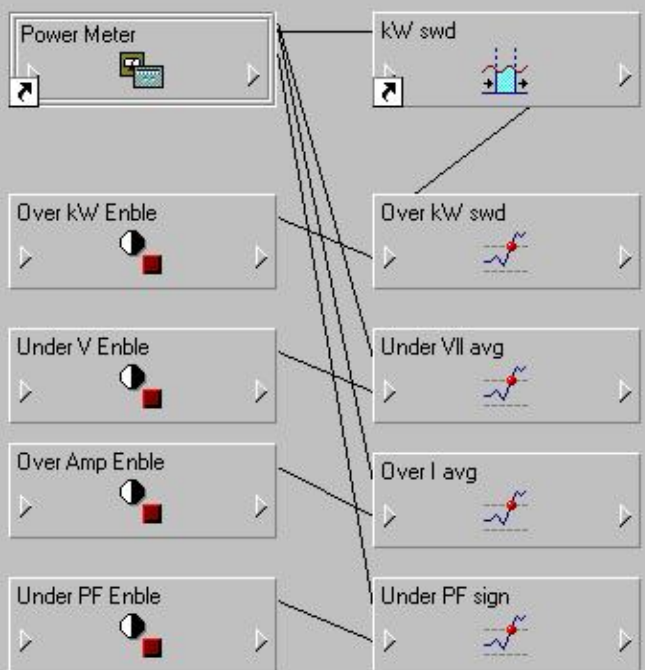 Power Meter
kW swd
Over kW Enble
Over kW swd
Under V Enble
Under Vll avg
Over Amp Enble
Over I avg
Under PF Enble
Under PF sign